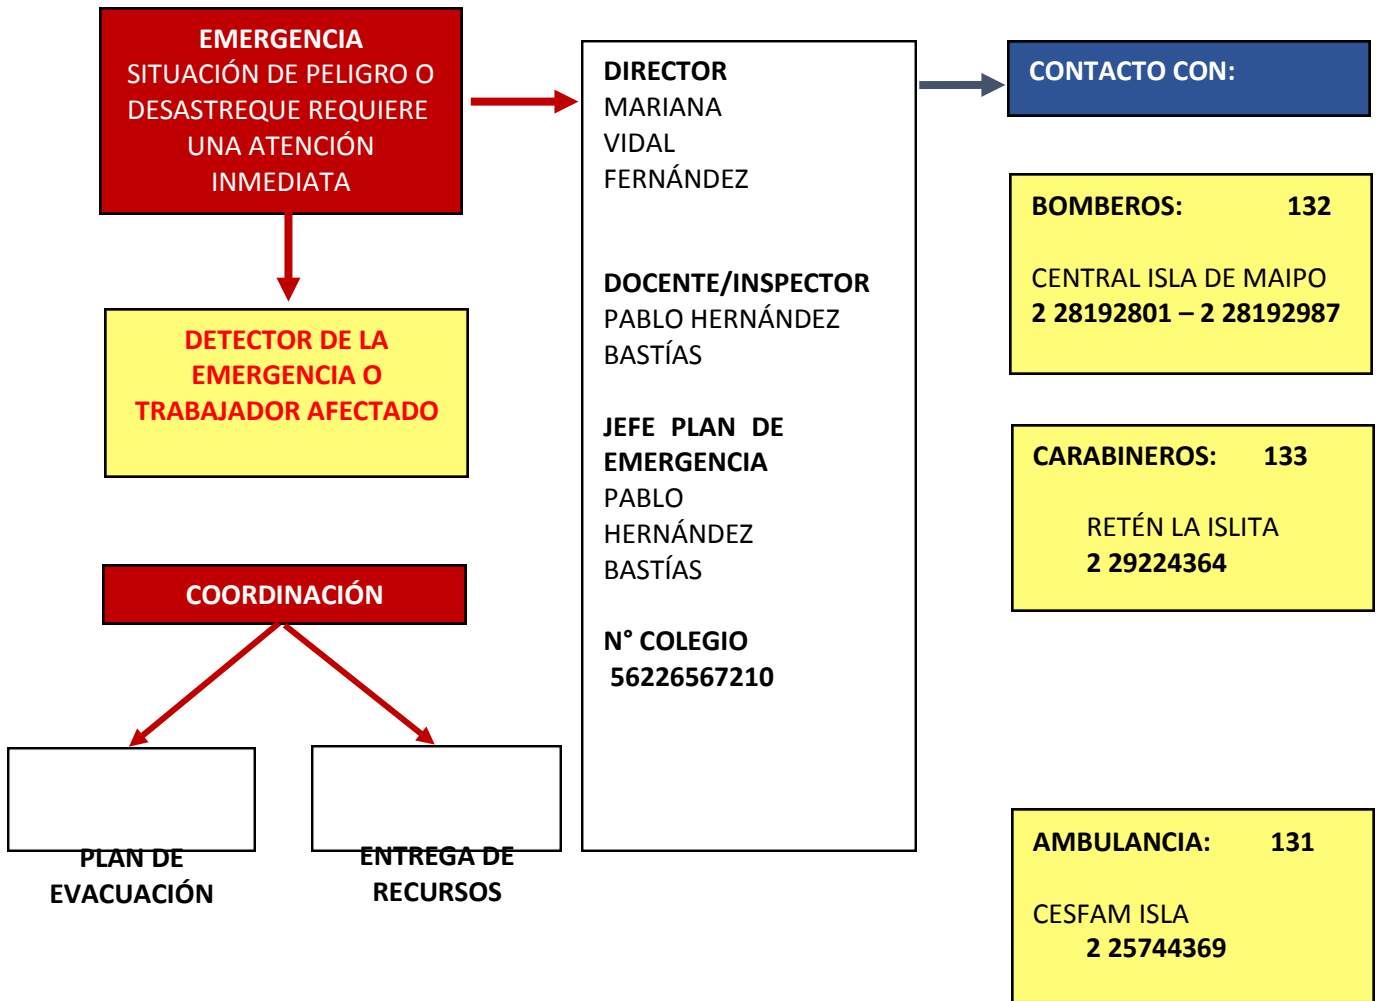 EMERGENCIA
SITUACIÓN DE PELIGRO O
DESASTREQUE REQUIERE
UNA ATENCIÓN
INMEDIATA
DETECTOR DE LA
EMERGENCIA O
TRABAJADOR AFECTADO
COORDINACIÓN
PLAN DE
EVACUACIÓN
ENTREGA DE
RECURSOS
DIRECTOR
MARIANA
VIDAL
FERNÁNDEZ
DOCENTE/INSPECTOR
PABLO HERNÁNDEZ
BASTÍAS
JEFE PLAN DE
EMERGENCIA
PABLO
HERNÁNDEZ
BASTÍAS
N° COLEGIO
56226567210
CONTACTO CON:
BOMBEROS: 132
CENTRAL ISLA DE MAIPO
2 28192801 – 2 28192987
CARABINEROS: 133
RETÉN LA ISLITA
2 29224364
AMBULANCIA: 131
CESFAM ISLA
2 25744369